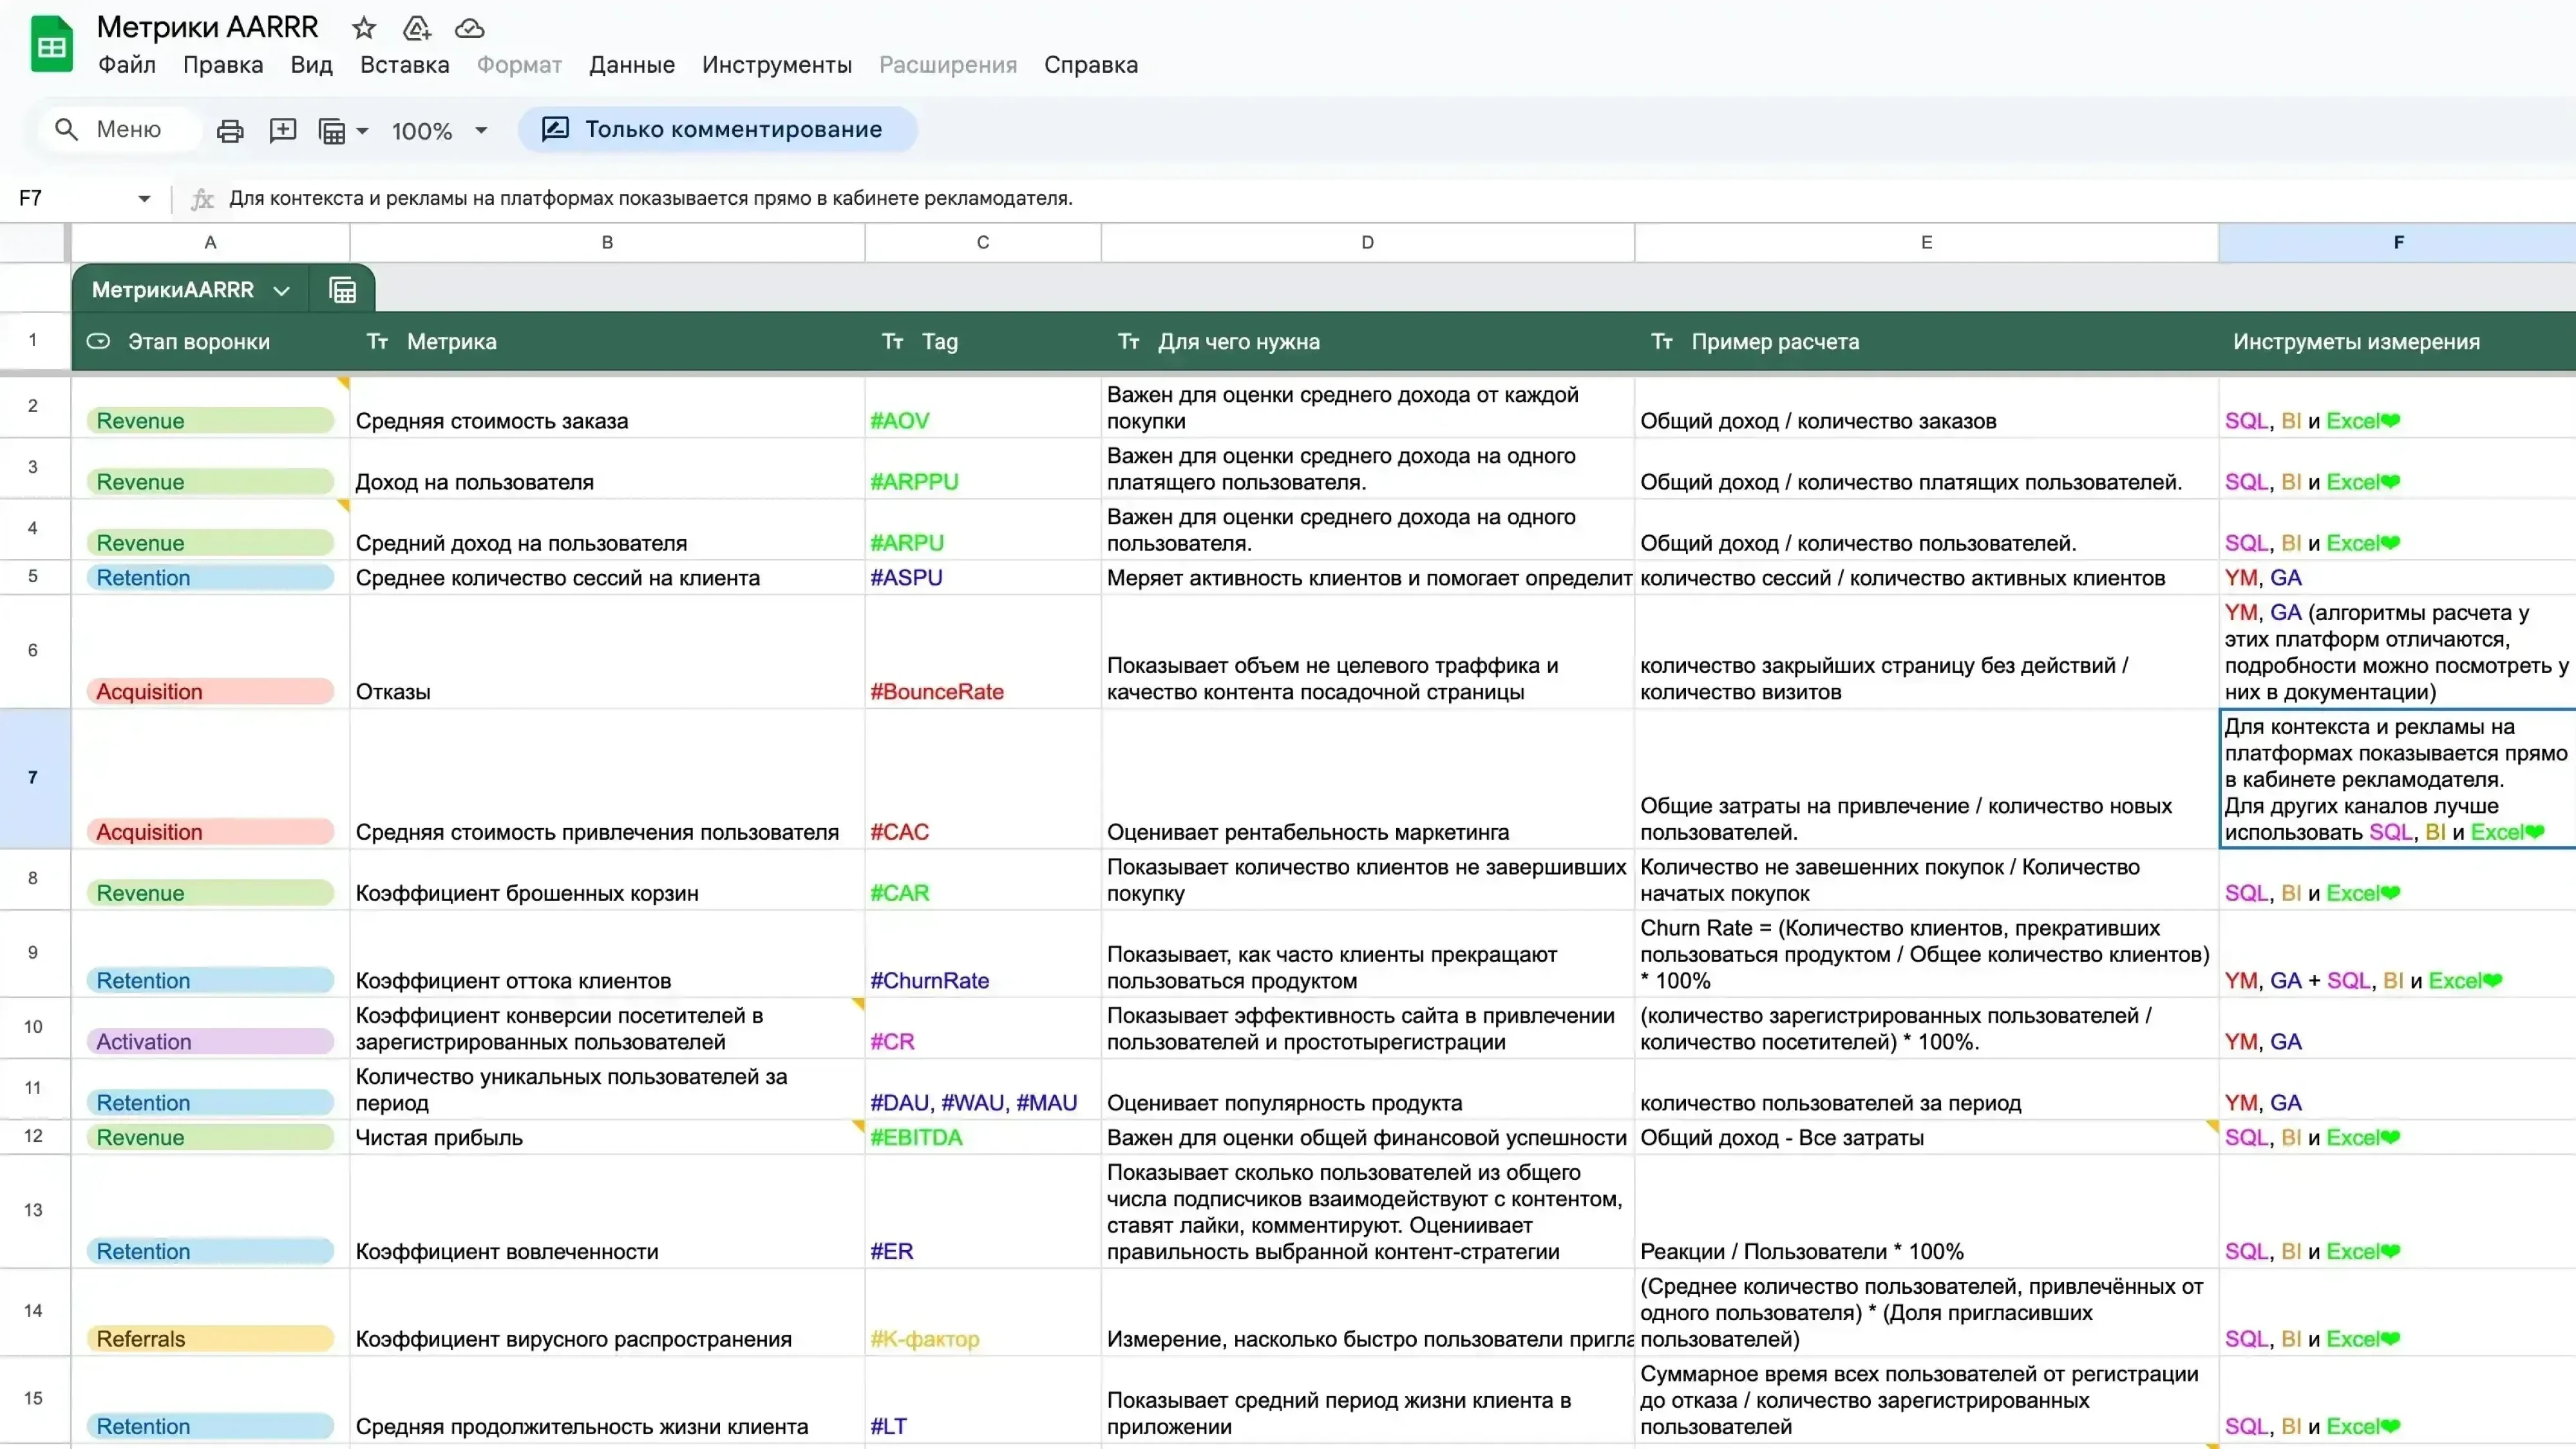 Метрики AARRR
Файл Правка Вид Вставка Формат Данные Инструменты Расширения Справка
Меню 100% Только комментирование
F7 fx Для контекста и рекламы на платформах показывается прямо в кабинете рекламодателя.
A B C D E F
МетрикиAARRR
1 Этап воронки Tт Метрика Tт Tag Tт Для чего нужна Tт Пример расчета Инструметы измерения
2 Revenue Средняя стоимость заказа #AOV
Важен для оценки среднего дохода от каждой
покупки
Общий доход / количество заказов
SQL, BI и Excel❤
3 Revenue Доход на пользователя #ARPPU
Важен для оценки среднего дохода на одного
платящего пользователя.
Общий доход / количество платящих пользователей.
SQL, BI и Excel❤
4 Revenue Средний доход на пользователя #ARPU
Важен для оценки среднего дохода на одного
пользователя.
Общий доход / количество пользователей.
SQL, BI и Excel❤
5 Retention Среднее количество сессий на клиента #ASPU Меряет активность клиентов и помогает определит количество сессий / количество активных клиентов YM, GA
6 Acquisition Отказы #BounceRate
Показывает объем не целевого траффика и
качество контента посадочной страницы
количество закрыйших страницу без действий /
количество визитов
YM, GA (алгоритмы расчета у
этих платформ отличаются,
подробности можно посмотреть у
них в документации)
7 Acquisition Средняя стоимость привлечения пользователя #CAC Оценивает рентабельность маркетинга
Общие затраты на привлечение / количество новых
пользователей.
Для контекста и рекламы на
платформах показывается прямо
в кабинете рекламодателя.
Для других каналов лучше
использовать SQL, BI и Excel❤
8 Revenue Коэффициент брошенных корзин #CAR
Показывает количество клиентов не завершивших
покупку
Количество не завешенних покупок / Количество
начатых покупок
SQL, BI и Excel❤
9 Retention Коэффициент оттока клиентов #ChurnRate
Показывает, как часто клиенты прекращают
пользоваться продуктом
Churn Rate = (Количество клиентов, прекративших
пользоваться продуктом / Общее количество клиентов)
* 100%
YM, GA + SQL, BI и Excel❤
10 Activation
Коэффициент конверсии посетителей в
зарегистрированных пользователей
#CR
Показывает эффективность сайта в привлечении
пользователей и простотырегистрации
(количество зарегистрированных пользователей /
количество посетителей) * 100%.
YM, GA
11 Retention
Количество уникальных пользователей за
период
#DAU, #WAU, #MAU Оценивает популярность продукта количество пользователей за период YM, GA
12 Revenue Чистая прибыль #EBITDA Важен для оценки общей финансовой успешности Общий доход - Все затраты SQL, BI и Excel❤
13 Retention Коэффициент вовлеченности #ER
Показывает сколько пользователей из общего
числа подписчиков взаимодействуют с контентом,
ставят лайки, комментируют. Оцениивает
правильность выбранной контент-стратегии
Реакции / Пользователи * 100%
SQL, BI и Excel❤
14 Referrals Коэффициент вирусного распространения #К-фактор Измерение, насколько быстро пользователи пригла
(Среднее количество пользователей, привлечённых от
одного пользователя) * (Доля пригласивших
пользователей)
SQL, BI и Excel❤
15 Retention Средняя продолжительность жизни клиента #LT
Показывает средний период жизни клиента в
приложении
Суммарное время всех пользователей от регистрации
до отказа / количество зарегистрированных
пользователей
SQL, BI и Excel❤